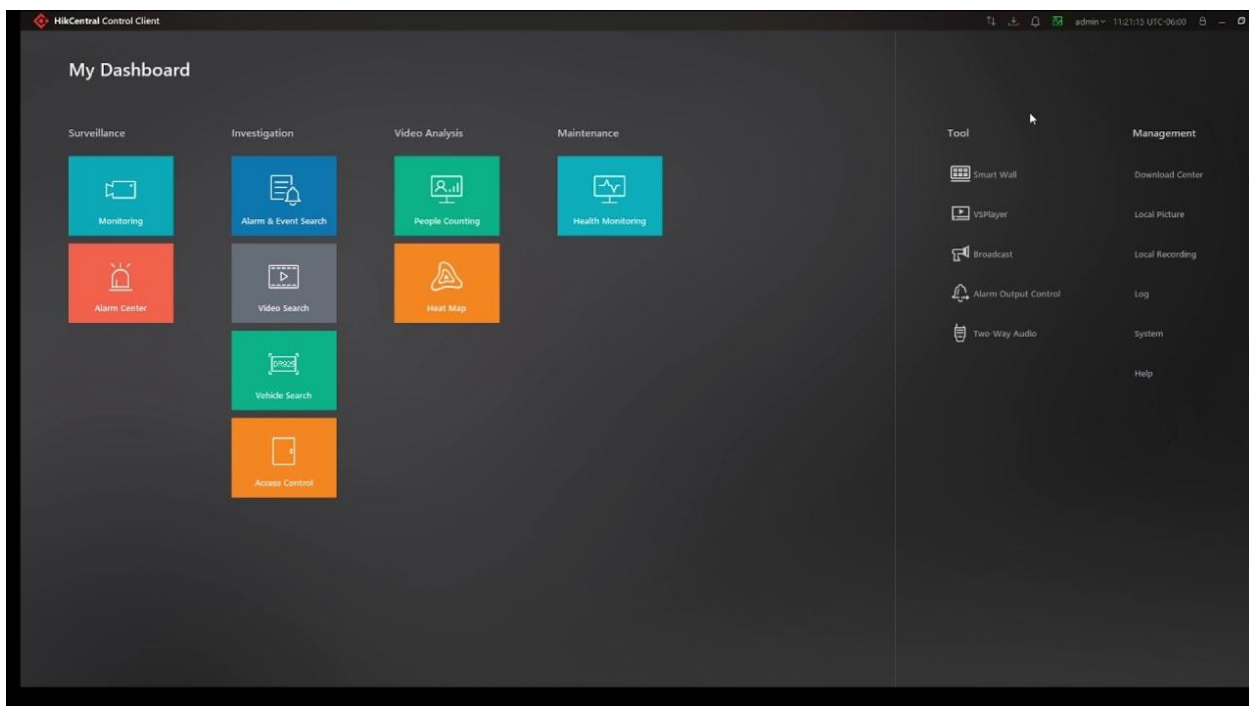 HikCentral Control Client
admin 11:21:15 UTC-06:00
My Dashboard
Surveillance
Monitoring
Alarm Center
Investigation
Alarm & Event Search
Video Search
Vehicle Search
Access Control
Video Analysis
People Counting
Heat Map
Maintenance
Health Monitoring
Tool
Smart Wall
VSPlayer
Broadcast
Alarm Output Control
Two-Way Audio
Management
Download Center
Local Picture
Local Recording
Log
System
Help